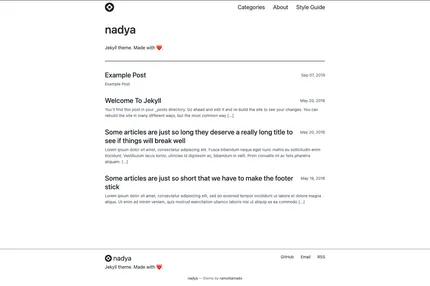 Categories About Style Guide
nadya
Jekyll theme. Made with ❤️.
Example Post Sep 07, 2019
Example Post
Welcome To Jekyll May 20, 2019
You'll find this post in your _posts directory. Go ahead and edit it and re-build the site to see your changes. You can
rebuild the site in many different ways, but the most common way [...]
Some articles are just so long they deserve a really long title to May 20, 2016
see if things will break well
Lorem ipsum dolor sit amet, consectetur adipiscing elit. Fusce bibendum neque eget nunc mattis eu sollicitudin enim
tincidunt. Vestibulum lacus tortor, ultricies id dignissim ac, bibendum in velit. Proin convallis mi ac felis pharetra
aliquam. [...]
Some articles are just so short that we have to make the footer May 19, 2016
stick
Lorem ipsum dolor sit amet, consectetur adipiscing elit, sed do eiusmod tempor incididunt ut labore et dolore magna
aliqua. Ut enim ad minim veniam, quis nostrud exercitation ullamco laboris nisi ut aliquip ex ea commodo [...]
nadya GitHub Email RSS
Jekyll theme. Made with ❤️.
nadya — theme by